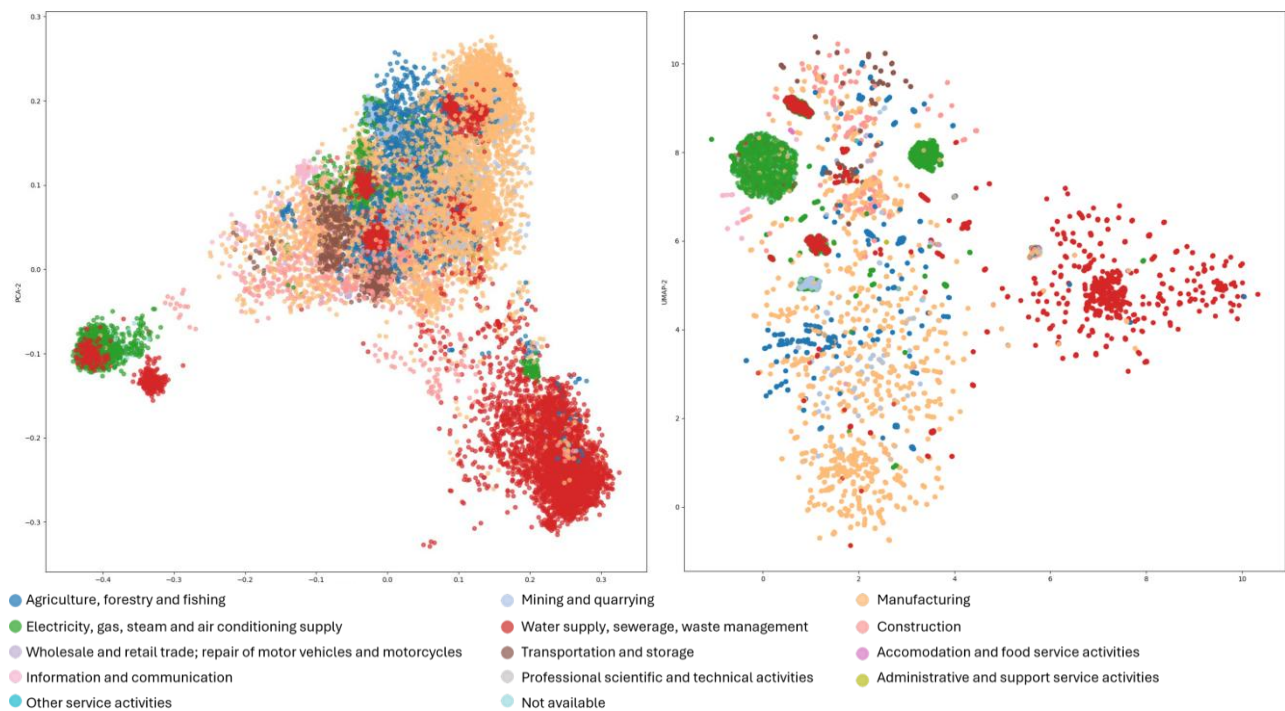 0.3
0.2
0.1
0.0
−0.1
−0.2
−0.3
PCA-2
−0.4 −0.3 −0.2 −0.1 0.0 0.1 0.2 0.3
10
8
6
4
2
0
UMAP-2
0 2 4 6 8 10
Agriculture, forestry and fishing Mining and quarrying Manufacturing
Electricity, gas, steam and air conditioning supply Water supply, sewerage, waste management Construction
Wholesale and retail trade; repair of motor vehicles and motorcycles Transportation and storage Accomodation and food service activities
Information and communication Professional scientific and technical activities Administrative and support service activities
Other service activities Not available